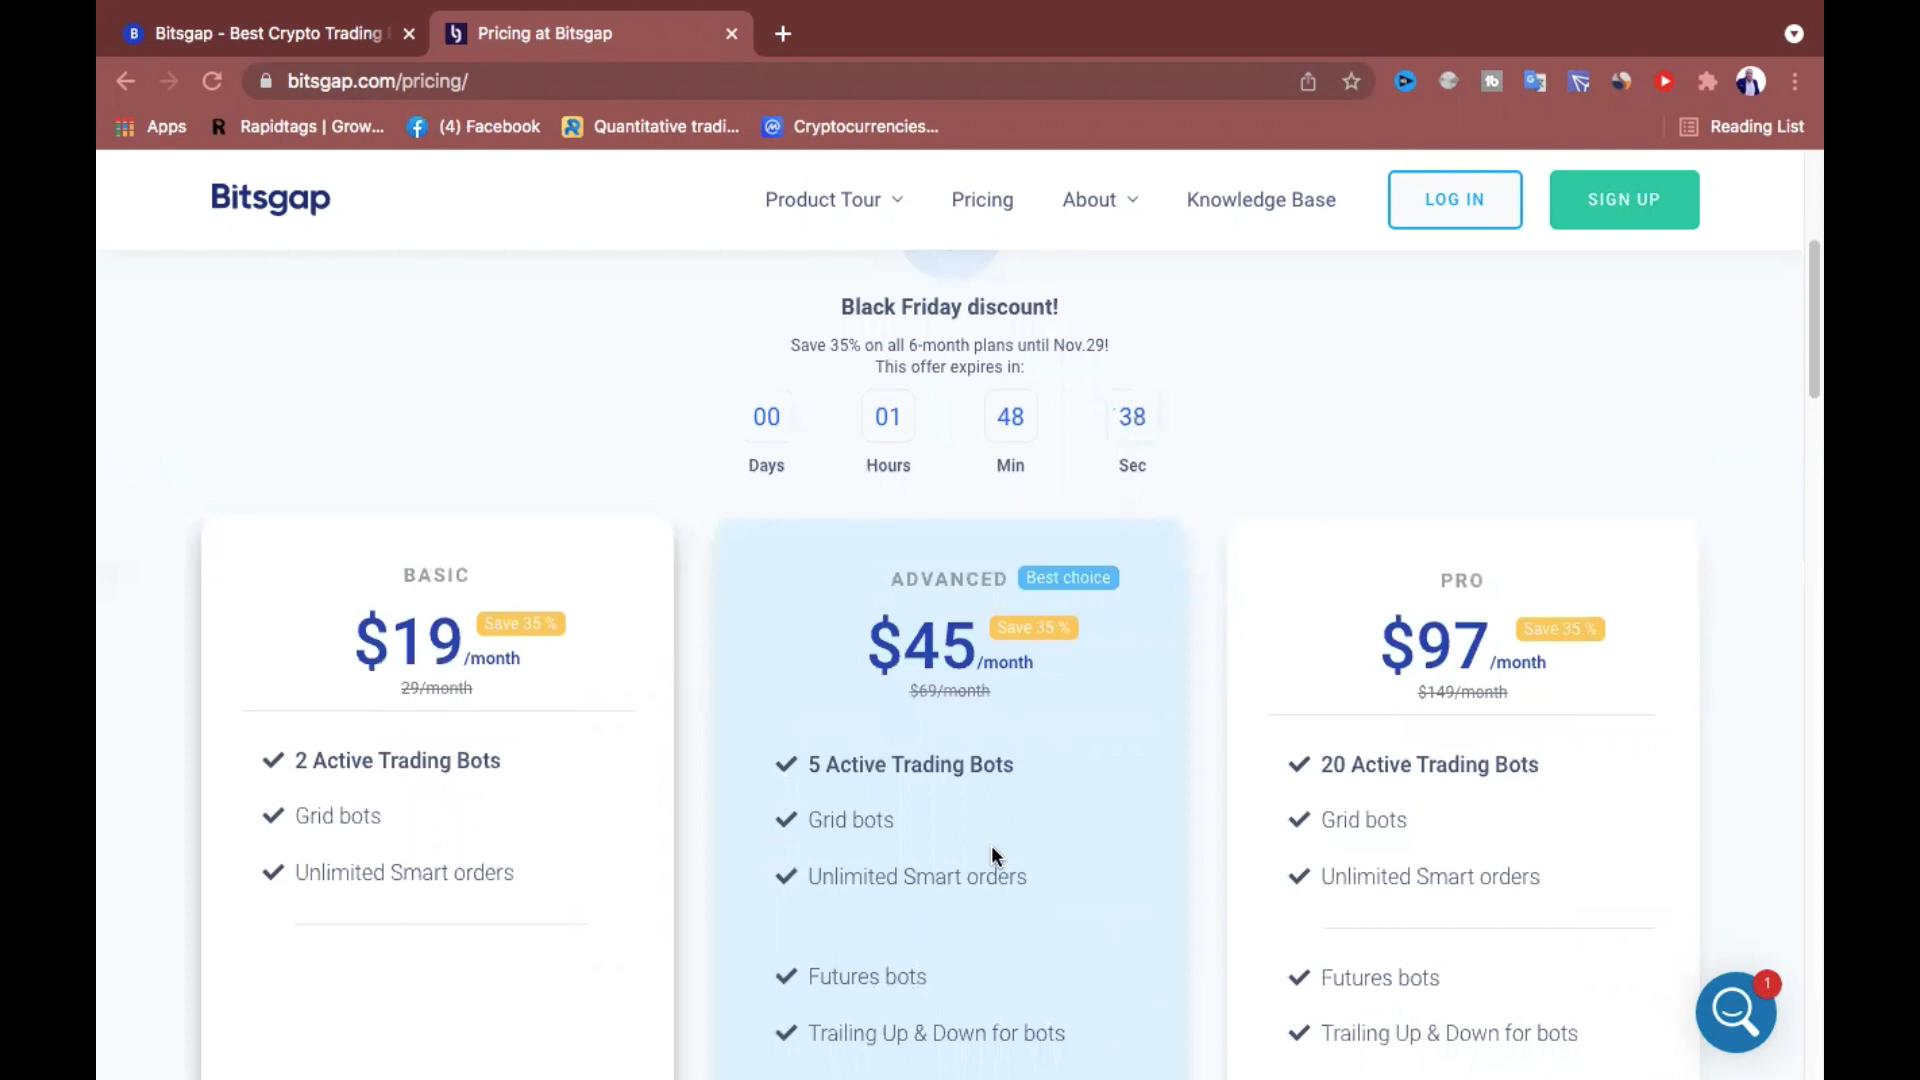 Bitsgap - Best Crypto Trading
Pricing at Bitsgap
bitsgap.com/pricing/
Apps
Rapidtags | Grow...
(4) Facebook
Quantitative tradi...
Cryptocurrencies...
Reading List
Bitsgap
Product Tour
Pricing
About
Knowledge Base
LOG IN
SIGN UP
Black Friday discount!
Save 35% on all 6-month plans until Nov.29!
This offer expires in:
00 01 48 38
Days Hours Min Sec
BASIC
$19/month
Save 35 %
29/month
2 Active Trading Bots
Grid bots
Unlimited Smart orders
ADVANCED
Best choice
$45/month
Save 35 %
$69/month
5 Active Trading Bots
Grid bots
Unlimited Smart orders
Futures bots
Trailing Up & Down for bots
PRO
$97/month
Save 35 %
$149/month
20 Active Trading Bots
Grid bots
Unlimited Smart orders
Futures bots
Trailing Up & Down for bots
1